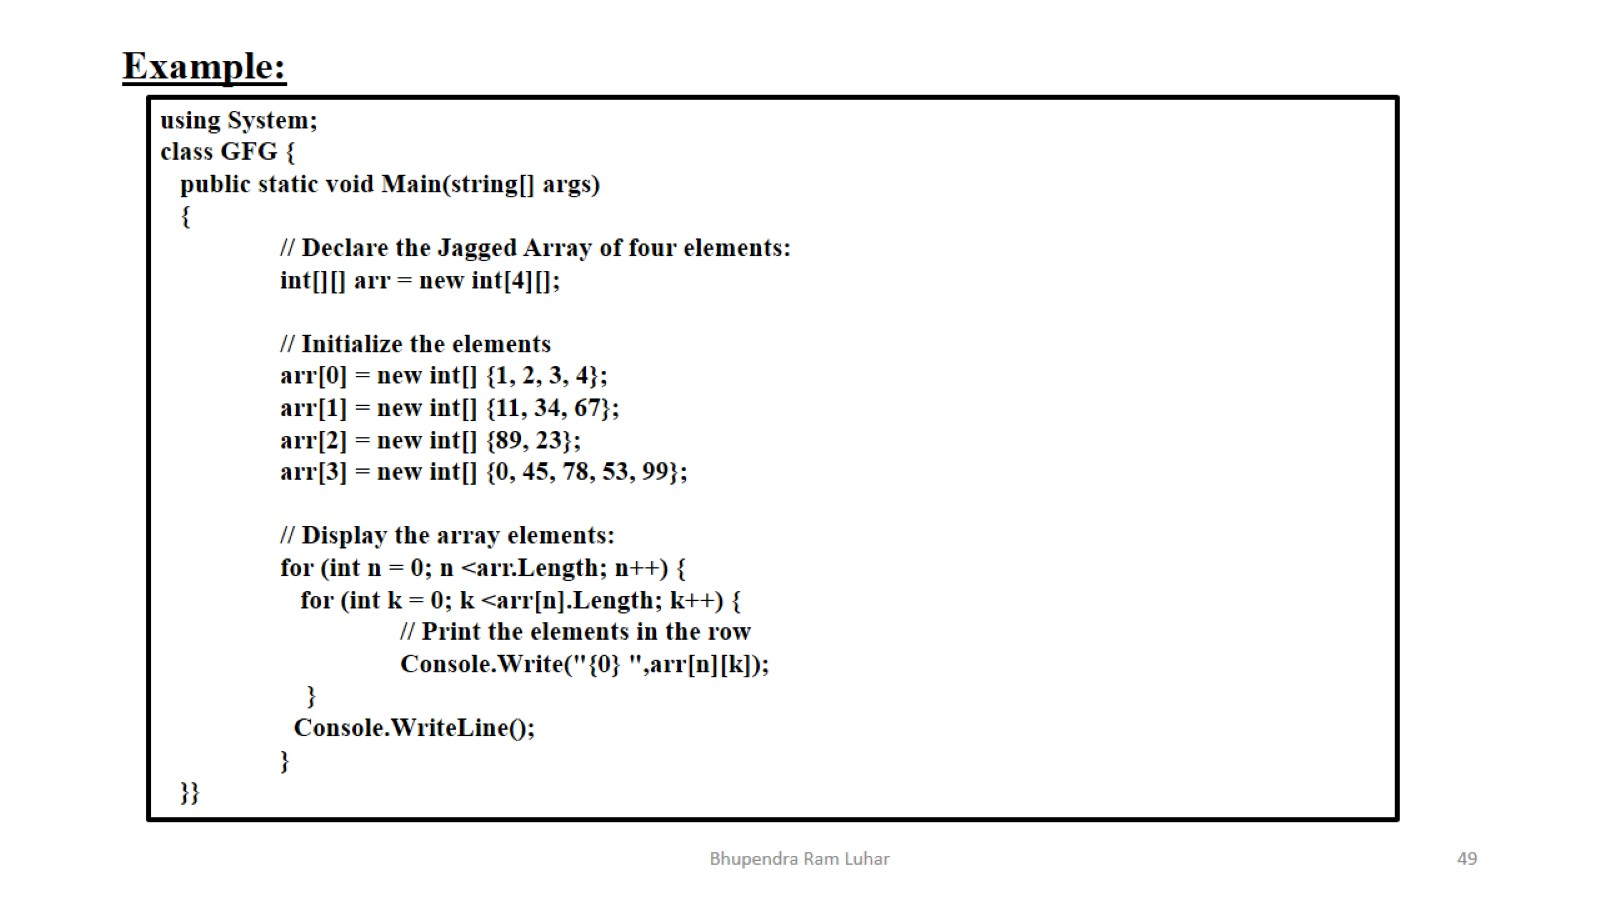 Example:
using System;
class GFG {
public static void Main(string[] args)
{
// Declare the Jagged Array of four elements:
int[][] arr = new int[4][];
// Initialize the elements
arr[0] = new int[] {1, 2, 3, 4};
arr[1] = new int[] {11, 34, 67};
arr[2] = new int[] {89, 23};
arr[3] = new int[] {0, 45, 78, 53, 99};
// Display the array elements:
for (int n = 0; n <arr.Length; n++) {
for (int k = 0; k <arr[n].Length; k++) {
// Print the elements in the row
Console.Write("{0} ",arr[n][k]);
}
Console.WriteLine();
}
}}
Bhupendra Ram Luhar
49